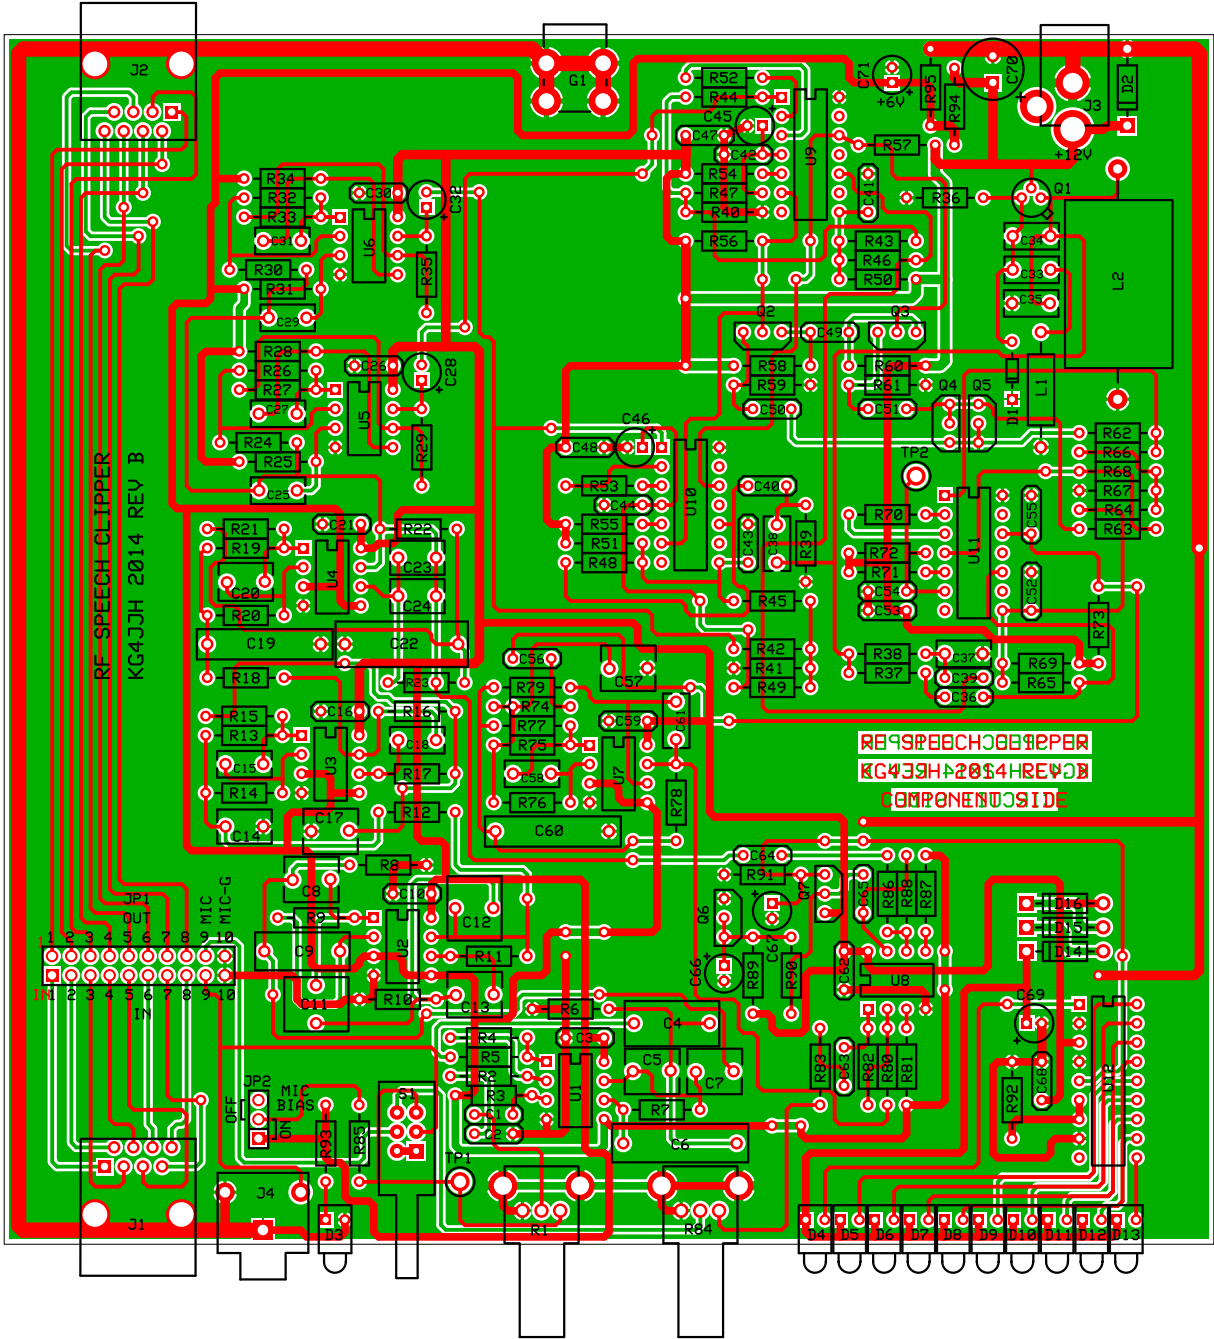 J2
G1
C71
+6V
R95
R94
C70
D2
J3
+12V
R52
R44
C45
C47
C42
U9
R57
R54
R47
R40
C41
R36
Q1
R34
R32
R33
C30
C32
C31
U6
R56
R43
R46
R50
C34
C33
C35
L2
R30
R31
R35
C29
Q2
C49
Q3
R28
R26
R27
C26
C28
C27
U5
R58
R59
R60
R61
C50
C51
Q4
Q5
D1
L1
R24
R25
R29
C25
C46
C48
TP2
R62
R66
R68
R67
R64
R63
R53
C44
U10
C40
R55
R51
R48
C43
C38
R39
R70
U11
C55
R72
R71
C54
C53
C52
R73
RF SPEECH CLIPPER
KG4JJH 2014 REV B
R21
R19
C21
R22
U4
C23
C20
C24
R20
C19
C22
R45
R42
R41
R49
R38
R37
C37
C39
C36
R69
R65
R18
R23
C56
C57
R79
R74
R77
R75
C59
C61
R15
R13
C16
R16
C18
C15
U3
R17
R14
C58
U7
R76
R78
RF SPEECH CLIPPER
KG4JJH 2014 REV B
COMPONENT SIDE
C14
C17
R12
C60
C8
R8
C10
C64
R91
Q7
C65
R86
R88
R87
JP1
OUT
MIC
MIC-G
R9
U2
C12
Q6
C67
D16
D15
D14
1 2 3 4 5 6 7 8 9 10
C9
R11
C66
R89
R90
C62
U8
IN
1 2 3 4 5 6 7 8 9 10
IN
C11
R10
C13
R6
C4
C69
R4
R5
R2
R3
C3
C5
C7
U1
R83
C63
R82
R80
R81
R92
C68
U12
JP2
OFF
ON
MIC
BIAS
S1
C1
C2
R7
C6
R93
R85
TP1
J1
J4
D3
R1
R84
D4 D5 D6 D7 D8 D9 D10 D11 D12 D13